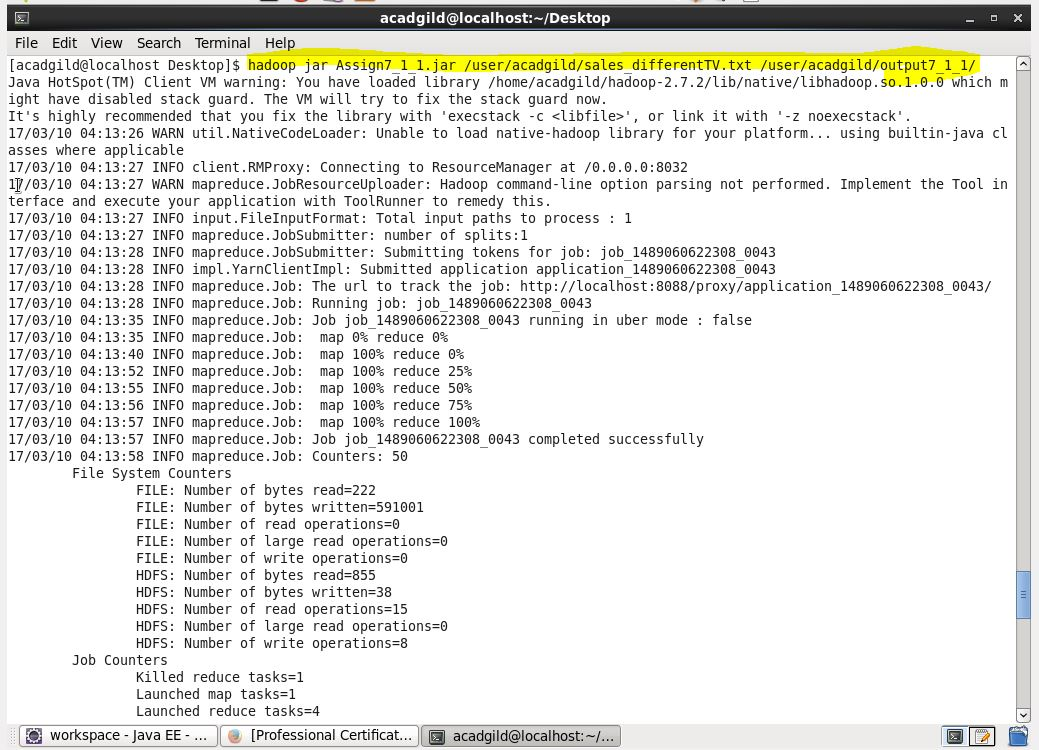 acadgild@localhost:~/Desktop
File Edit View Search Terminal Help
[acadgild@localhost Desktop]$ hadoop jar Assign7_1_1.jar /user/acadgild/sales_differentTV.txt /user/acadgild/output7_1_1/
Java HotSpot(TM) Client VM warning: You have loaded library /home/acadgild/hadoop-2.7.2/lib/native/libhadoop.so.1.0.0 which m
ight have disabled stack guard. The VM will try to fix the stack guard now.
It's highly recommended that you fix the library with 'execstack -c <libfile>', or link it with '-z noexecstack'.
17/03/10 04:13:26 WARN util.NativeCodeLoader: Unable to load native-hadoop library for your platform... using builtin-java cl
asses where applicable
17/03/10 04:13:27 INFO client.RMProxy: Connecting to ResourceManager at /0.0.0.0:8032
17/03/10 04:13:27 WARN mapreduce.JobResourceUploader: Hadoop command-line option parsing not performed. Implement the Tool in
terface and execute your application with ToolRunner to remedy this.
17/03/10 04:13:27 INFO input.FileInputFormat: Total input paths to process : 1
17/03/10 04:13:27 INFO mapreduce.JobSubmitter: number of splits:1
17/03/10 04:13:28 INFO mapreduce.JobSubmitter: Submitting tokens for job: job_1489060622308_0043
17/03/10 04:13:28 INFO impl.YarnClientImpl: Submitted application application_1489060622308_0043
17/03/10 04:13:28 INFO mapreduce.Job: The url to track the job: http://localhost:8088/proxy/application_1489060622308_0043/
17/03/10 04:13:28 INFO mapreduce.Job: Running job: job_1489060622308_0043
17/03/10 04:13:35 INFO mapreduce.Job: Job job_1489060622308_0043 running in uber mode : false
17/03/10 04:13:35 INFO mapreduce.Job:  map 0% reduce 0%
17/03/10 04:13:40 INFO mapreduce.Job:  map 100% reduce 0%
17/03/10 04:13:52 INFO mapreduce.Job:  map 100% reduce 25%
17/03/10 04:13:55 INFO mapreduce.Job:  map 100% reduce 50%
17/03/10 04:13:56 INFO mapreduce.Job:  map 100% reduce 75%
17/03/10 04:13:57 INFO mapreduce.Job:  map 100% reduce 100%
17/03/10 04:13:57 INFO mapreduce.Job: Job job_1489060622308_0043 completed successfully
17/03/10 04:13:58 INFO mapreduce.Job: Counters: 50
File System Counters
FILE: Number of bytes read=222
FILE: Number of bytes written=591001
FILE: Number of read operations=0
FILE: Number of large read operations=0
FILE: Number of write operations=0
HDFS: Number of bytes read=855
HDFS: Number of bytes written=38
HDFS: Number of read operations=15
HDFS: Number of large read operations=0
HDFS: Number of write operations=8
Job Counters
Killed reduce tasks=1
Launched map tasks=1
Launched reduce tasks=4
workspace - Java EE - ... [Professional Certificat... acadgild@localhost:~/...